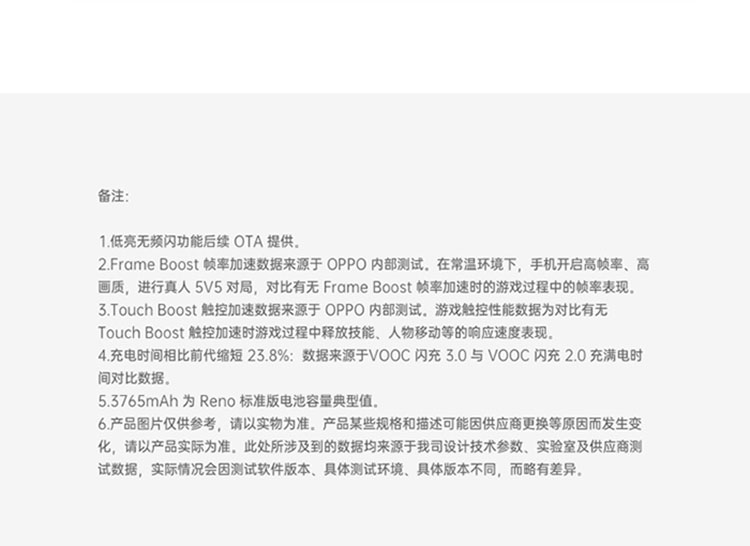 备注：
1.低亮无频闪功能后续 OTA 提供。
2.Frame Boost 帧率加速数据来源于 OPPO 内部测试。在常温环境下，手机开启高帧率、高
画质，进行真人 5V5 对局，对比有无 Frame Boost 帧率加速时的游戏过程中的帧率表现。
3.Touch Boost 触控加速数据来源于 OPPO 内部测试。游戏触控性能数据为对比有无
Touch Boost 触控加速时游戏过程中释放技能、人物移动等的响应速度表现。
4.充电时间相比前代缩短 23.8%：数据来源于VOOC 闪充 3.0 与 VOOC 闪充 2.0 充满电时
间对比数据。
5.3765mAh 为 Reno 标准版电池容量典型值。
6.产品图片仅供参考，请以实物为准。产品某些规格和描述可能因供应商更换等原因而发生变
化，请以产品实际为准。此处所涉及到的数据均来源于我司设计技术参数、实验室及供应商测
试数据，实际情况会因测试软件版本、具体测试环境、具体版本不同，而略有差异。